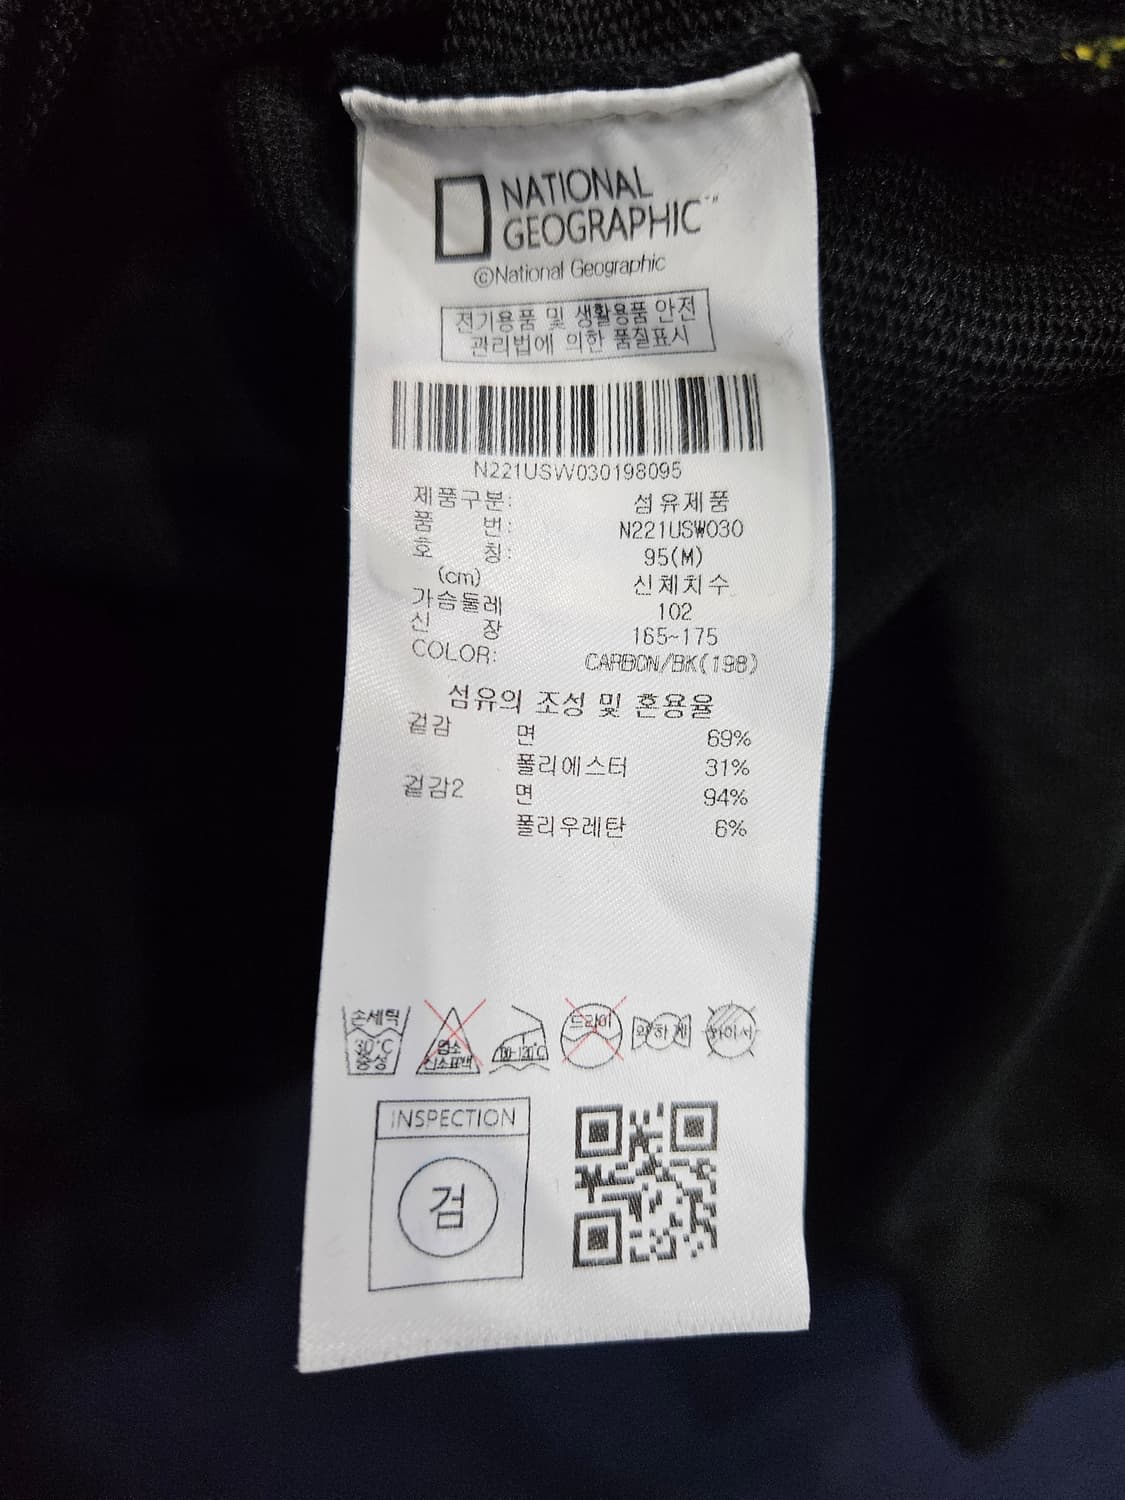 NATIONAL
GEOGRAPHIC™
©National Geographic
전기용품 및 생활용품 안전
관리법에 의한 품질표시
N221USW030198095
제품구분: 섬유제품
품 번: N221USW030
호 칭: 95(M)
(cm) 신체치수
가슴둘레 102
신 장 165~175
COLOR: CARBON/BK(198)
섬유의 조성 및 혼용율
겉감 면 69%
폴리에스터 31%
겉감2 면 94%
폴리우레탄 6%
손세탁
30°C
중성
염소
산소표백
드라이
약하게
INSPECTION
검